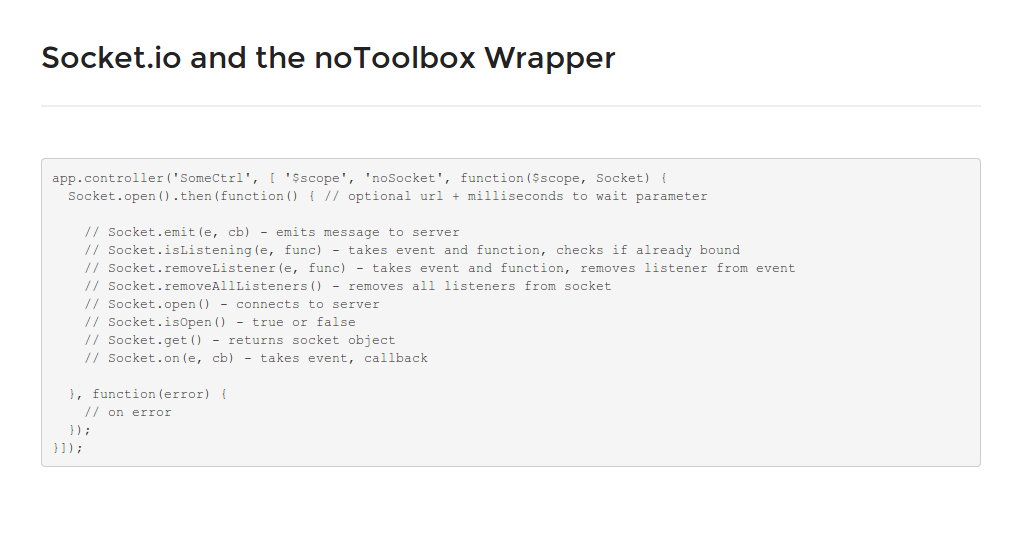 Socket.io and the noToolbox Wrapper
app.controller('SomeCtrl', [ '$scope', 'noSocket', function($scope, Socket) {
Socket.open().then(function() { // optional url + milliseconds to wait parameter
// Socket.emit(e, cb) - emits message to server
// Socket.isListening(e, func) - takes event and function, checks if already bound
// Socket.removeListener(e, func) - takes event and function, removes listener from event
// Socket.removeAllListeners() - removes all listeners from socket
// Socket.open() - connects to server
// Socket.isOpen() - true or false
// Socket.get() - returns socket object
// Socket.on(e, cb) - takes event, callback
}, function(error) {
// on error
});
}]);